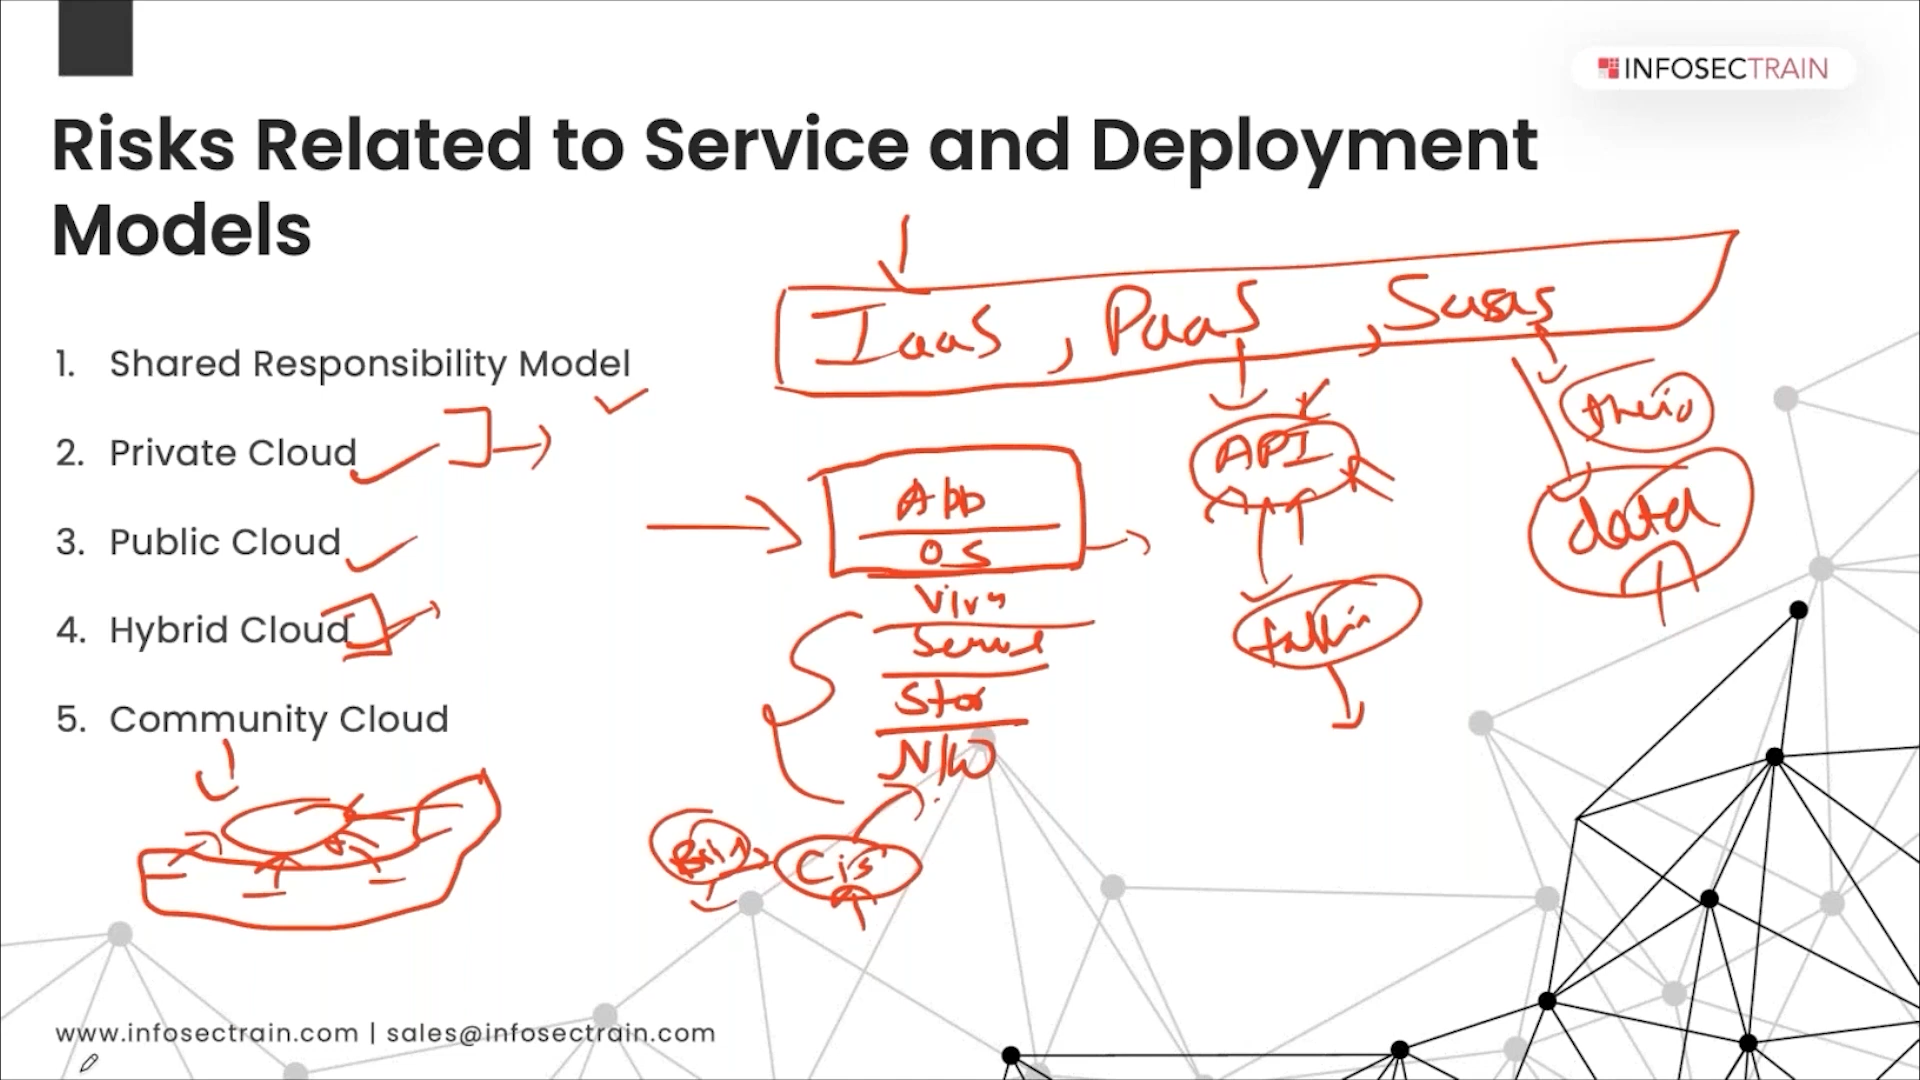 INFOSECTRAIN
Risks Related to Service and Deployment
Models
IaaS, PaaS, SaaS
1. Shared Responsibility Model
2. Private Cloud
3. Public Cloud
4. Hybrid Cloud
5. Community Cloud
App
OS
Stor
N/W
API
data
www.infosectrain.com | sales@infosectrain.com